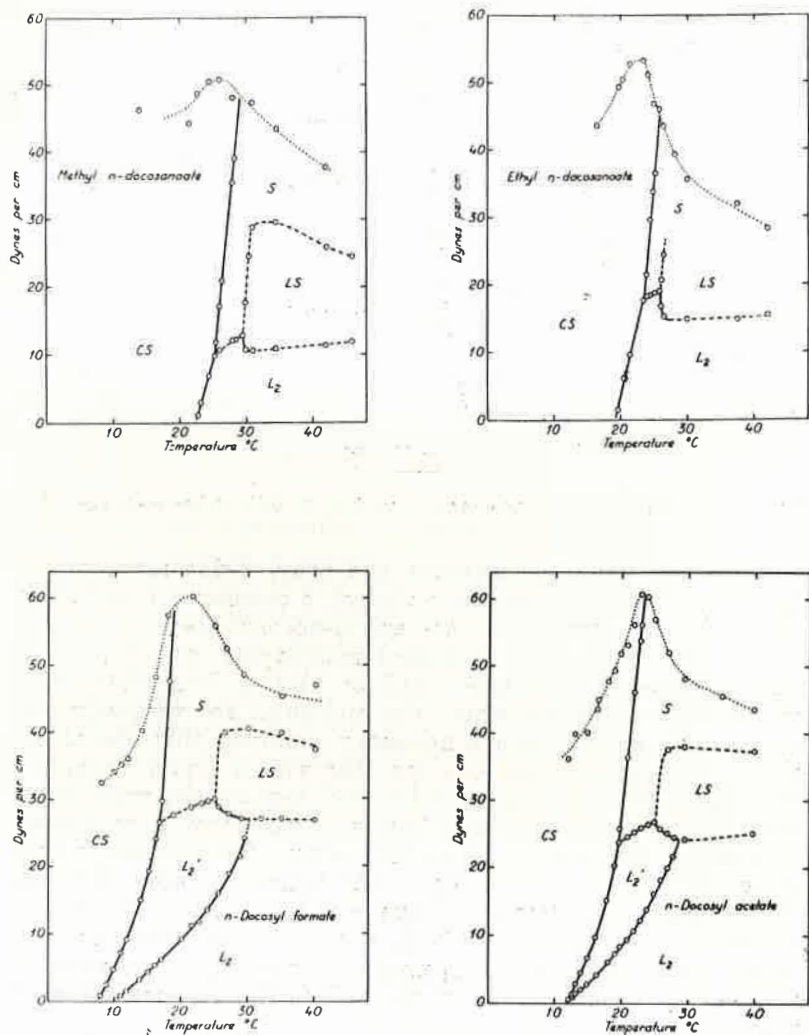 60
50
40
30
20
10
0
Dynes per cm
Methyl n-docosanoate
S
LS
CS
L2
10 20 30 40
Temperature °C
60
50
40
30
20
10
0
Dynes per cm
Ethyl n-docosanoate
S
LS
CS
L2
10 20 30 40
Temperature °C
60
50
40
30
20
10
0
Dynes per cm
S
LS
CS
L2'
n-Docosyl formate
L2
10 20 30 40
Temperature °C
60
50
40
30
20
10
0
Dynes per cm
S
LS
CS
L2'
n-Docosyl acetate
L2
10 20 30 40
Temperature °C